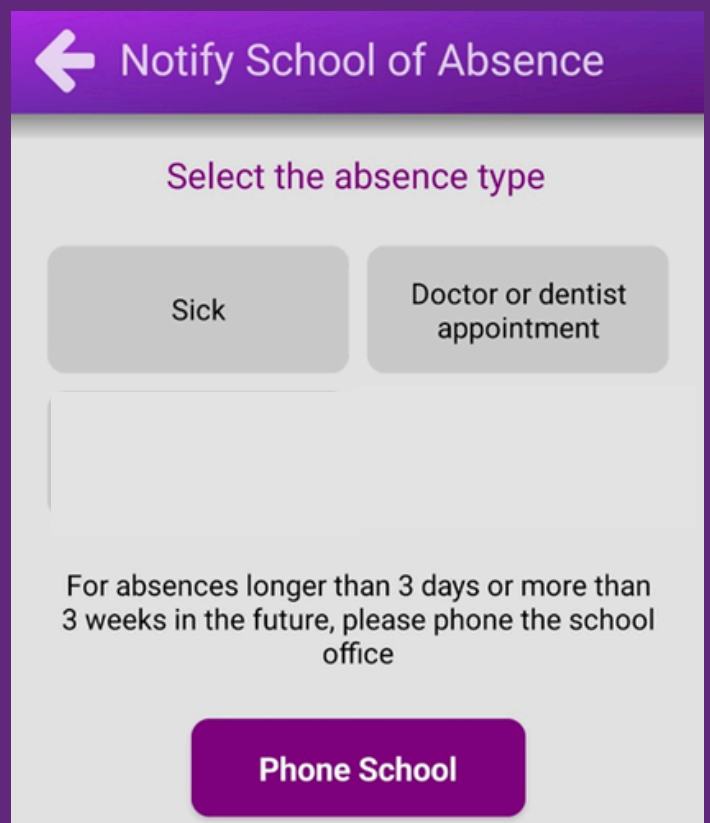 Notify School of Absence
Select the absence type
Sick
Doctor or dentist
appointment
For absences longer than 3 days or more than
3 weeks in the future, please phone the school
office
Phone School